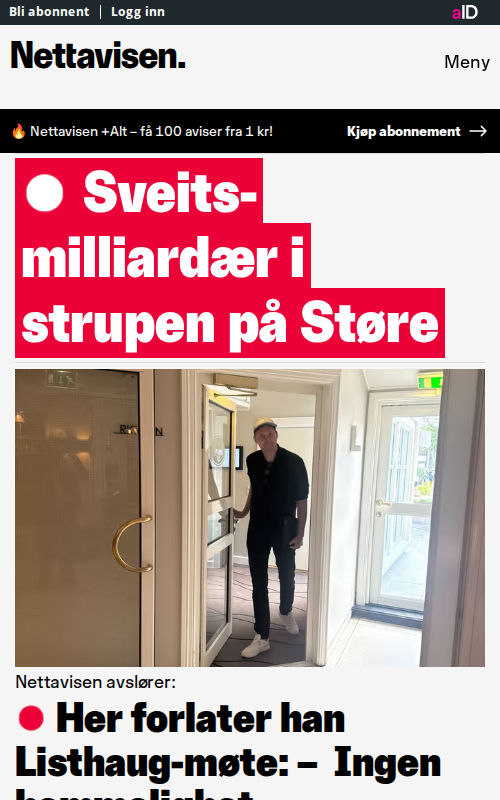 Bli abonnent | Logg inn
aID
Nettavisen.
Meny
🔥 Nettavisen +Alt – få 100 aviser fra 1 kr!
Kjøp abonnement →
Sveits-
milliardær i
strupen på Støre
Nettavisen avslører:
Her forlater han
Listhaug-møte: – Ingen